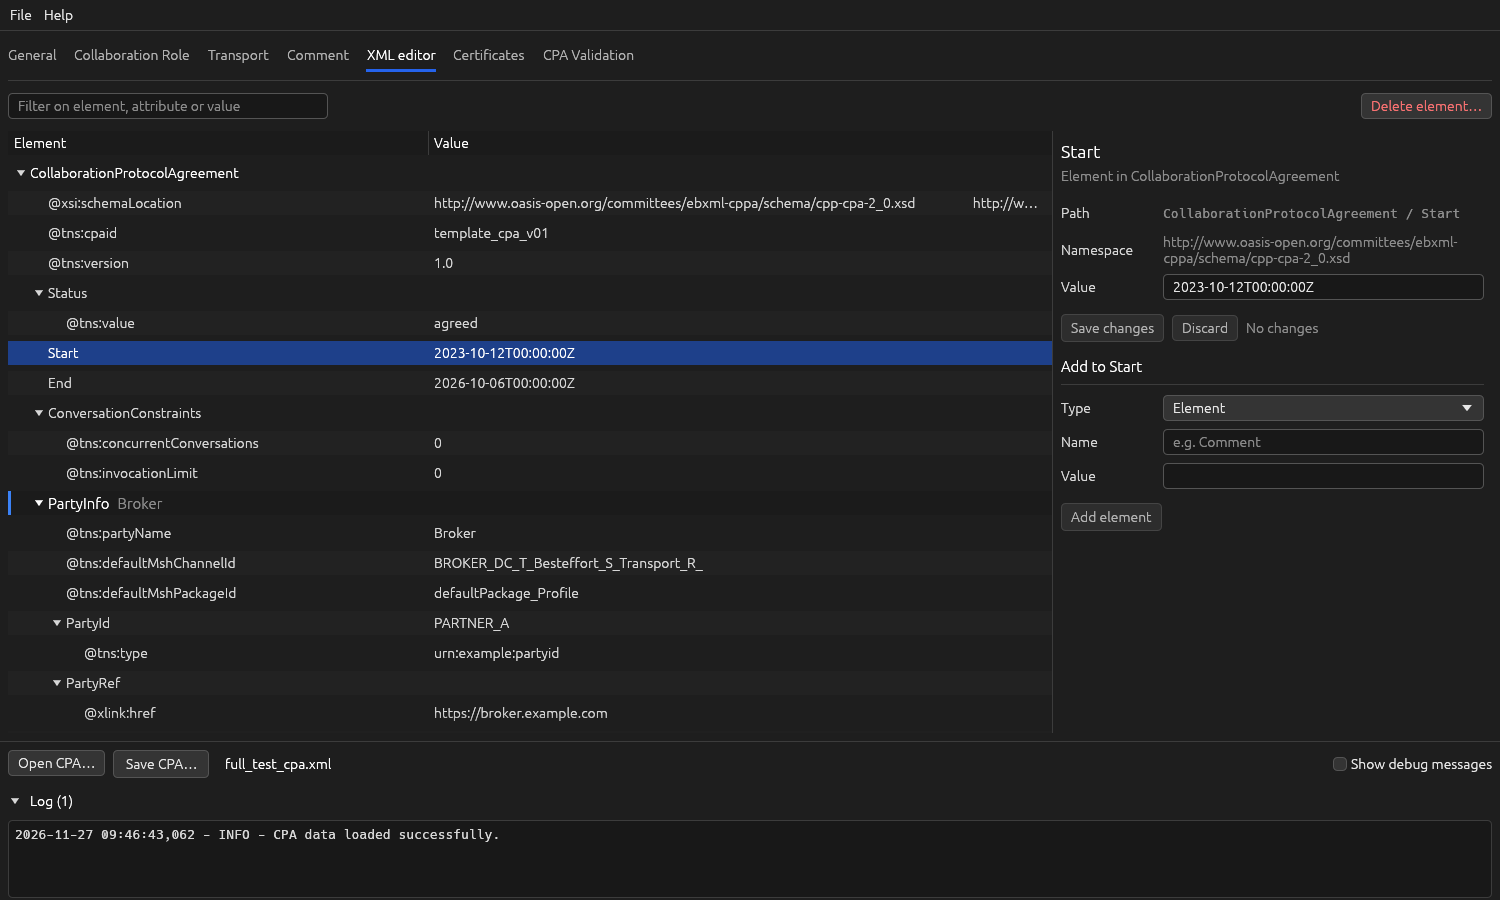 File Help
General Collaboration Role Transport Comment XML editor Certificates CPA Validation
Filter on element, attribute or value
Delete element...
Element Value
CollaborationProtocolAgreement
@xsi:schemaLocation http://www.oasis-open.org/committees/ebxml-cppa/schema/cpp-cpa-2_0.xsd http://w...
@tns:cpaid template_cpa_v01
@tns:version 1.0
Status
@tns:value agreed
Start 2023-10-12T00:00:00Z
End 2026-10-06T00:00:00Z
ConversationConstraints
@tns:concurrentConversations 0
@tns:invocationLimit 0
PartyInfo Broker
@tns:partyName Broker
@tns:defaultMshChannelId BROKER_DC_T_Besteffort_S_Transport_R_
@tns:defaultMshPackageId defaultPackage_Profile
PartyId PARTNER_A
@tns:type urn:example:partyid
PartyRef
@xlink:href https://broker.example.com
Start
Element in CollaborationProtocolAgreement
Path CollaborationProtocolAgreement / Start
Namespace http://www.oasis-open.org/committees/ebxml-
cppa/schema/cpp-cpa-2_0.xsd
Value 2023-10-12T00:00:00Z
Save changes Discard No changes
Add to Start
Type Element
Name e.g. Comment
Value
Add element
Open CPA... Save CPA... full_test_cpa.xml Show debug messages
Log (1)
2026-11-27 09:46:43,062 - INFO - CPA data loaded successfully.